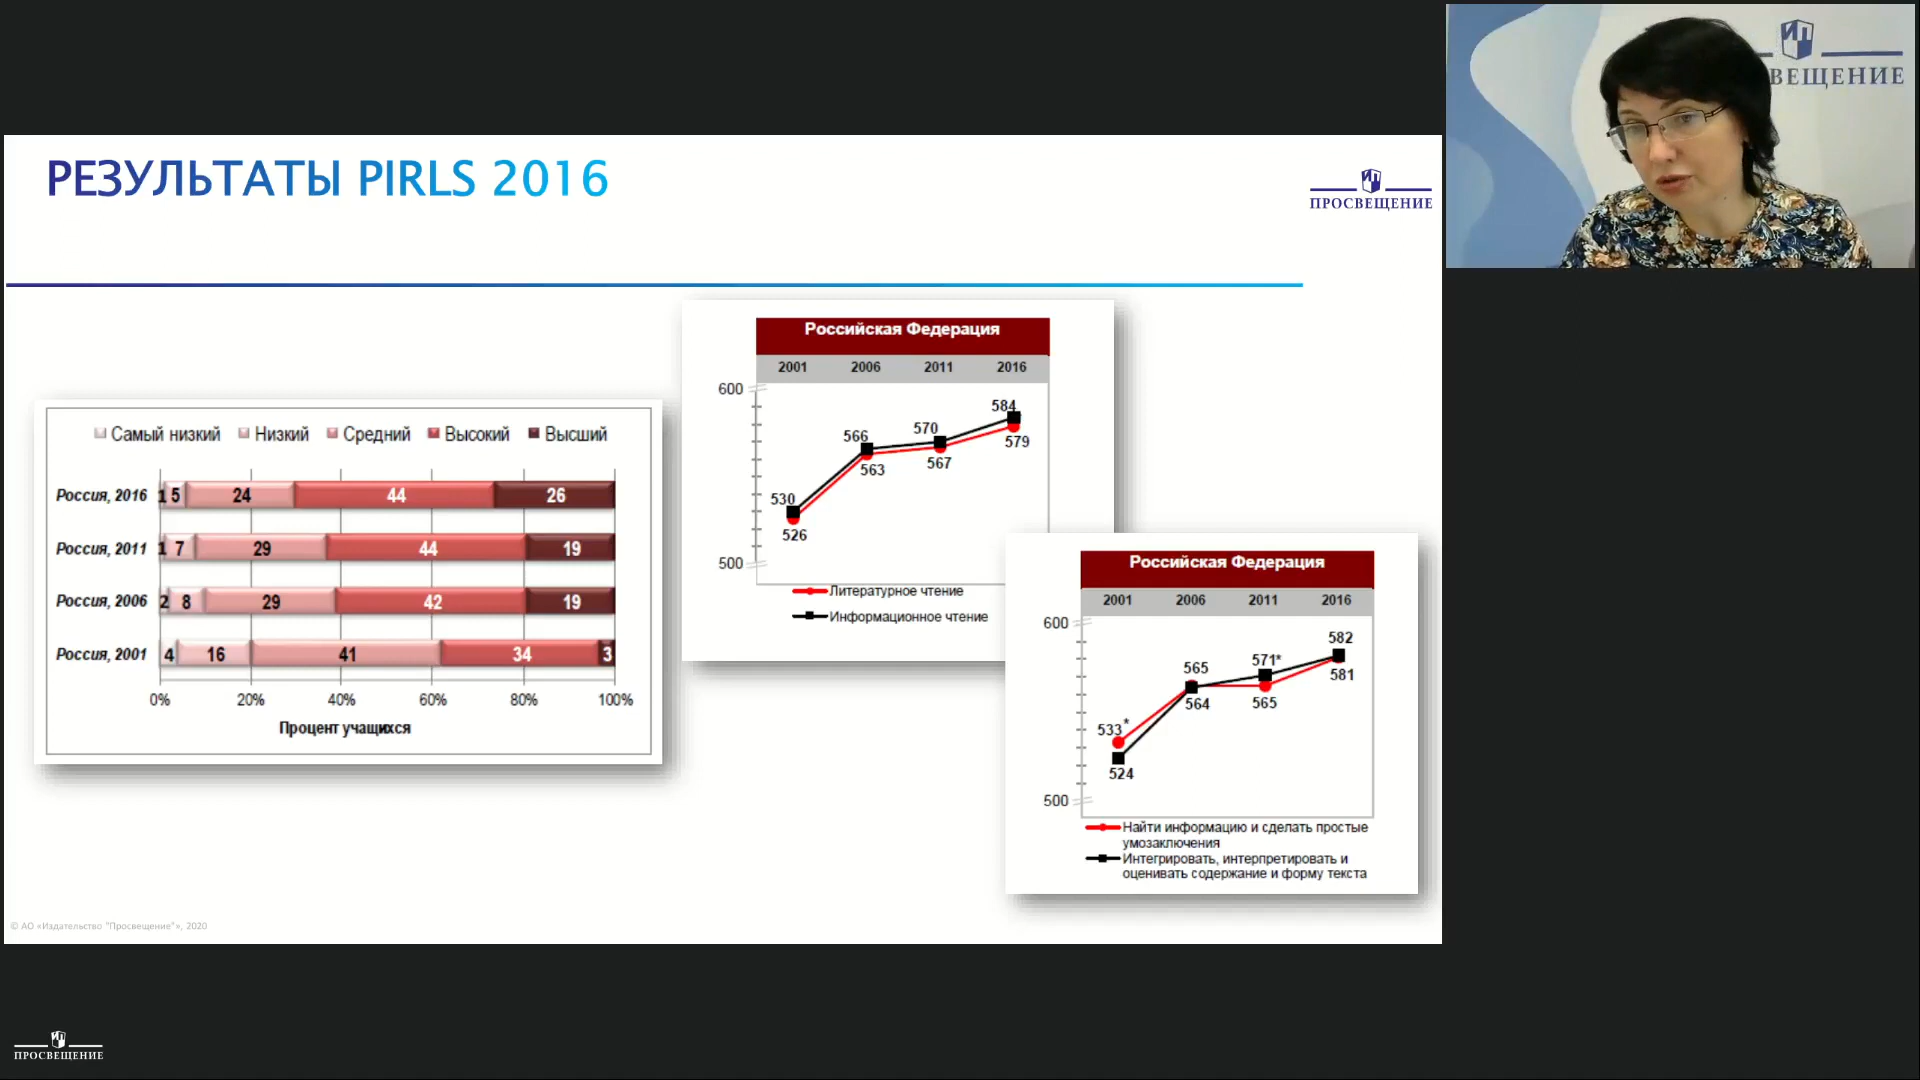 РЕЗУЛЬТАТЫ PIRLS 2016
ПРОСВЕЩЕНИЕ
ВЕЩЕНИЕ
Самый низкий Низкий Средний Высокий Высший
Россия, 2016 1 5 24 44 26
Россия, 2011 1 7 29 44 19
Россия, 2006 2 8 29 42 19
Россия, 2001 4 16 41 34 3
0% 20% 40% 60% 80% 100%
Процент учащихся
Российская Федерация
2001 2006 2011 2016
600
584
566 570
579
563 567
530
526
500
Литературное чтение
Информационное чтение
Российская Федерация
2001 2006 2011 2016
600
582
565 571*
581
564 565
533*
524
500
Найти информацию и сделать простые
умозаключения
Интегрировать, интерпретировать и
оценивать содержание и форму текста
© АО «Издательство "Просвещение"», 2020
ПРОСВЕЩЕНИЕ